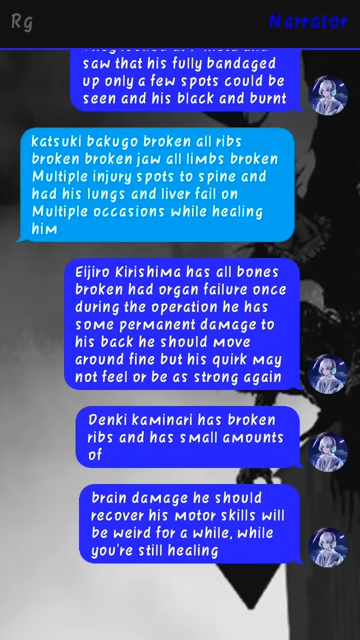 Rg
Narrator
saw that his fully bandaged
up only a few spots could be
seen and his black and burnt
katsuki bakugo broken all ribs
broken broken jaw all limbs broken
Multiple injury spots to spine and
had his lungs and liver fail on
Multiple occasions while healing
him
Eijiro Kirishima has all bones
broken had organ failure once
during the operation he has
some permanent damage to
his back he should move
around fine but his quirk may
not feel or be as strong again
Denki kaminari has broken
ribs and has small amounts
of
brain damage he should
recover his motor skills will
be weird for a while, while
you're still healing